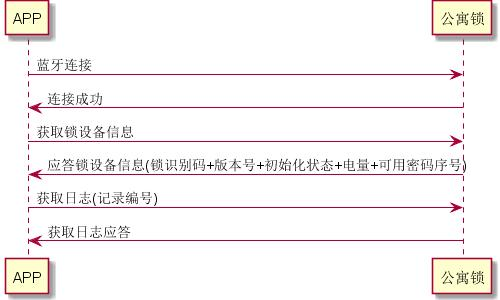 APP 公寓锁
蓝牙连接
连接成功
获取锁设备信息
应答锁设备信息(锁识别码+版本号+初始化状态+电量+可用密码序号)
获取日志(记录编号)
获取日志应答
APP 公寓锁